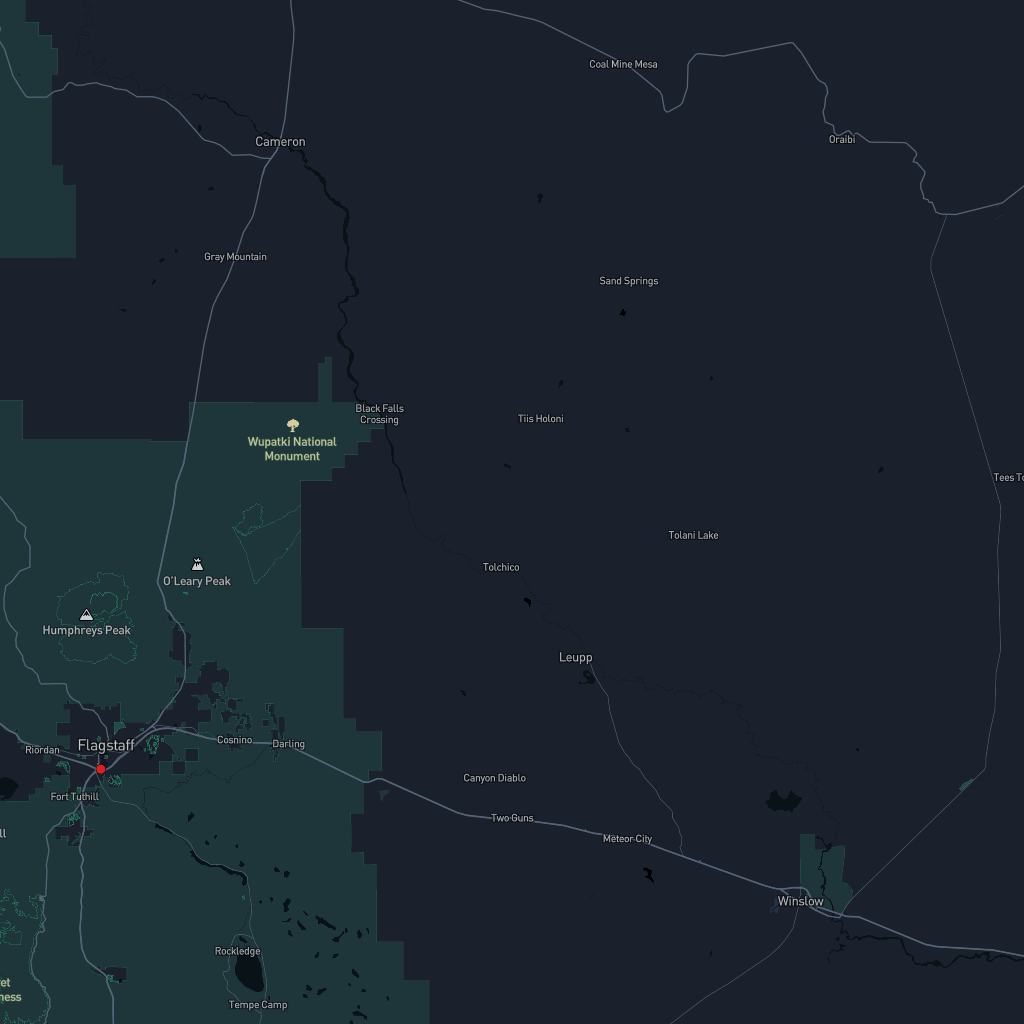 Coal Mine Mesa
Cameron
Oraibi
Gray Mountain
Sand Springs
Black Falls
Crossing
Tiis Holoni
Wupatki National
Monument
Tees To
Tolani Lake
Tolchico
O'Leary Peak
Humphreys Peak
Leupp
Flagstaff
Cosnino
Darling
Riordan
Canyon Diablo
Fort Tuthill
Two Guns
ll
Meteor City
Winslow
Rockledge
et
ness
Tempe Camp